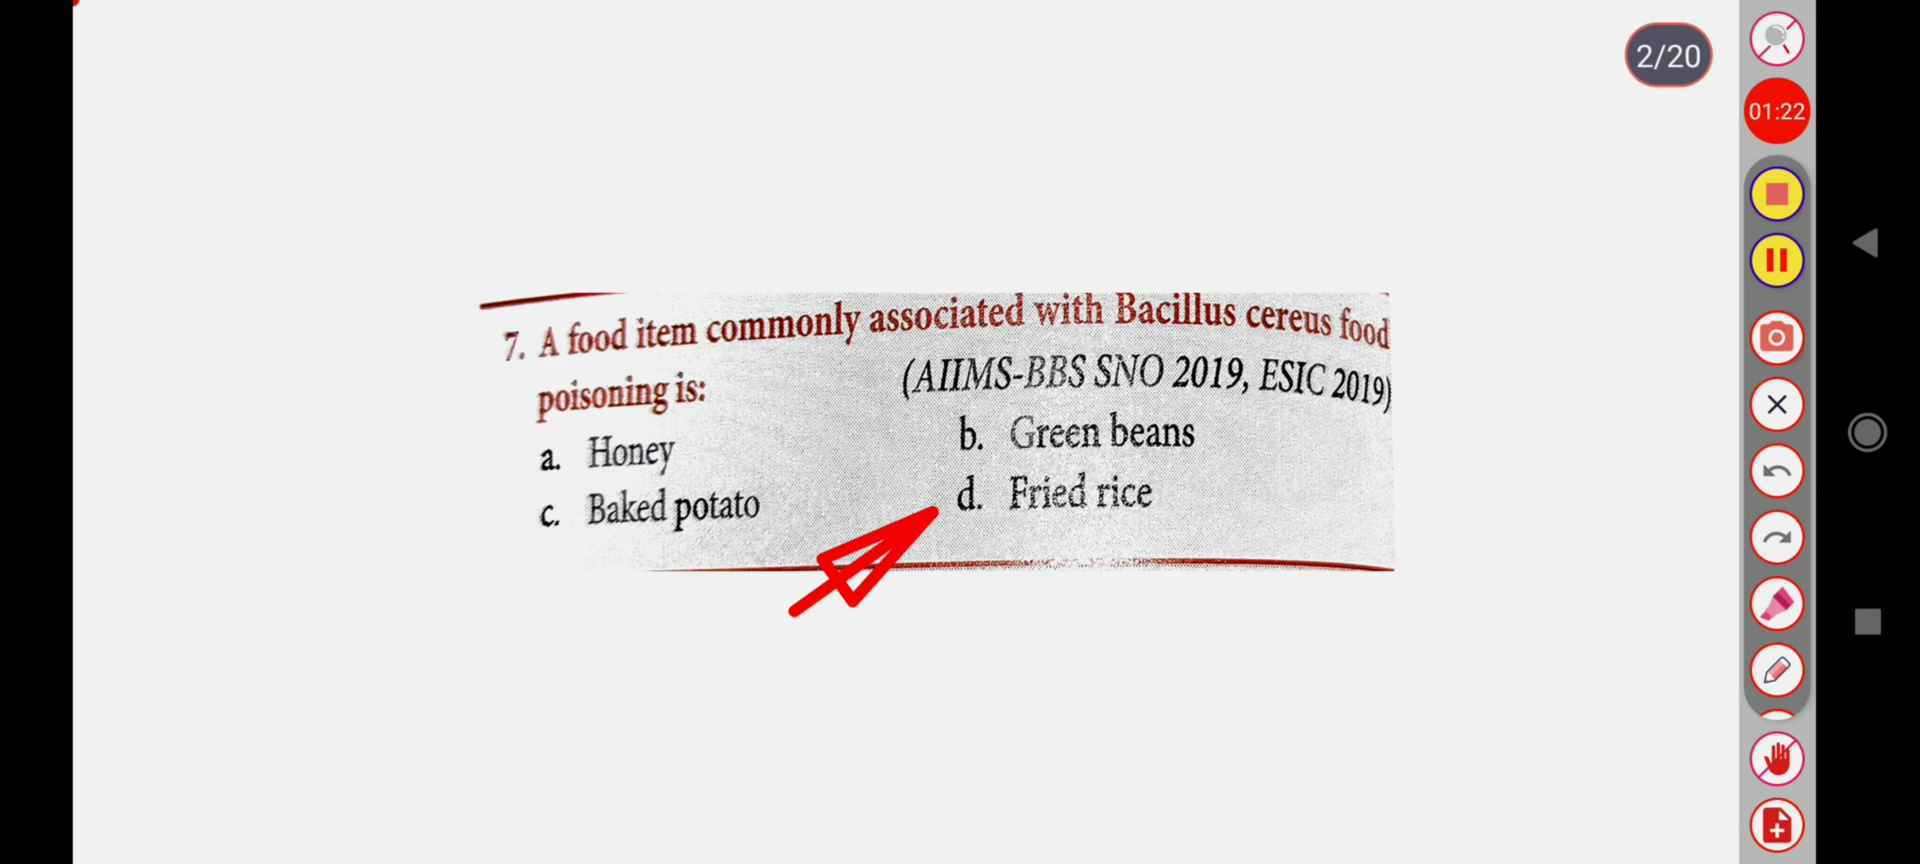 2/20
01:22
7. A food item commonly associated with Bacillus cereus food
poisoning is: (AIIMS-BBS SNO 2019, ESIC 2019)
a. Honey b. Green beans
c. Baked potato d. Fried rice